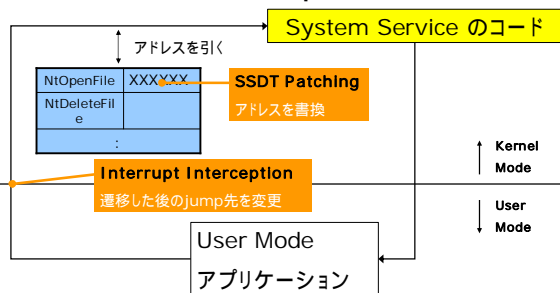 System Service のコード
アドレスを引く
NtOpenFile XXXXXX
NtDeleteFil
e
:
SSDT Patching
アドレスを書換
Interrupt Interception
遷移した後のjump先を変更
Kernel
Mode
User
Mode
User Mode
アプリケーション